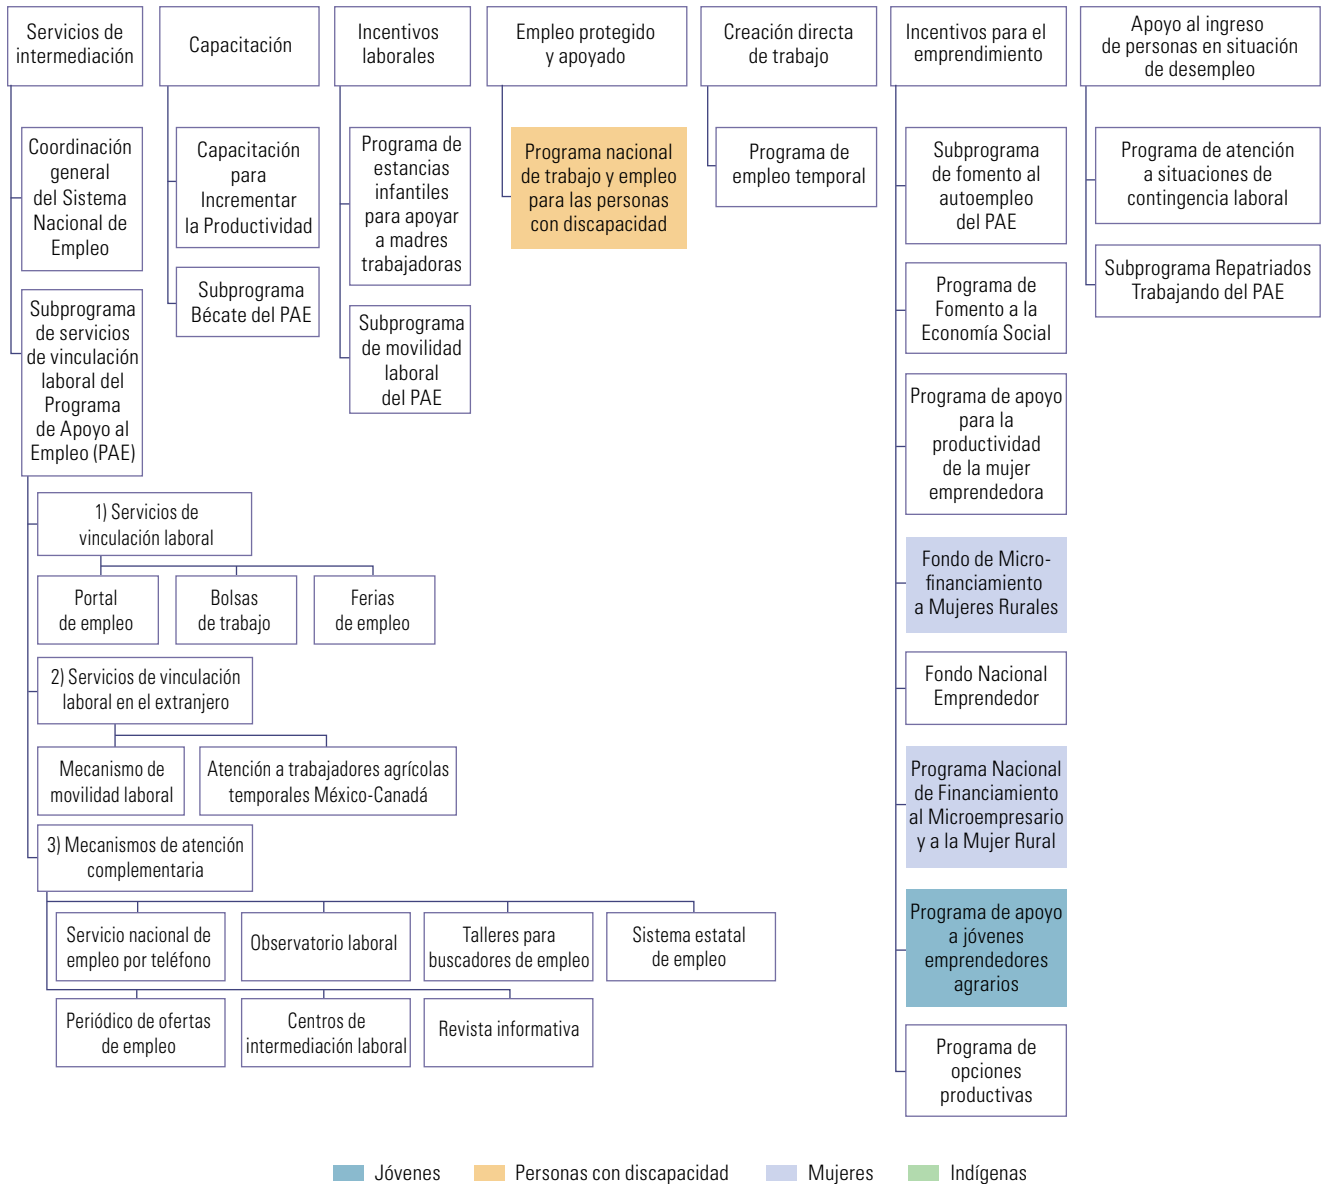 Servicios de
intermediación
Capacitación
Incentivos
laborales
Empleo protegido
y apoyado
Creación directa
de trabajo
Incentivos para el
emprendimiento
Apoyo al ingreso
de personas en situación
de desempleo
Coordinación
general
del Sistema
Nacional de
Empleo
Subprograma
de servicios
de vinculación
laboral del
Programa
de Apoyo al
Empleo (PAE)
1) Servicios de
vinculación laboral
Portal
de empleo
Bolsas
de trabajo
Ferias
de empleo
2) Servicios de vinculación
laboral en el extranjero
Mecanismo de
movilidad laboral
Atención a trabajadores agrícolas
temporales México-Canadá
3) Mecanismos de atención
complementaria
Servicio nacional de
empleo por teléfono
Observatorio laboral
Talleres para
buscadores de empleo
Sistema estatal
de empleo
Periódico de ofertas
de empleo
Centros de
intermediación laboral
Revista informativa
Capacitación
para
Incrementar
la Productividad
Subprograma
Bécate del PAE
Programa de
estancias
infantiles
para apoyar
a madres
trabajadoras
Subprograma
de movilidad
laboral
del PAE
Programa nacional
de trabajo y empleo
para las personas
con discapacidad
Programa de
empleo temporal
Subprograma
de fomento al
autoempleo
del PAE
Programa de
Fomento a la
Economía Social
Programa de apoyo
para la
productividad
de la mujer
emprendedora
Fondo de Micro-
financiamiento
a Mujeres Rurales
Fondo Nacional
Emprendedor
Programa Nacional
de Financiamiento
al Microempresario
y a la Mujer Rural
Programa de apoyo
a jóvenes
emprendedores
agrarios
Programa de
opciones
productivas
Programa de atención
a situaciones de
contingencia laboral
Subprograma Repatriados
Trabajando del PAE
Jóvenes
Personas con discapacidad
Mujeres
Indígenas